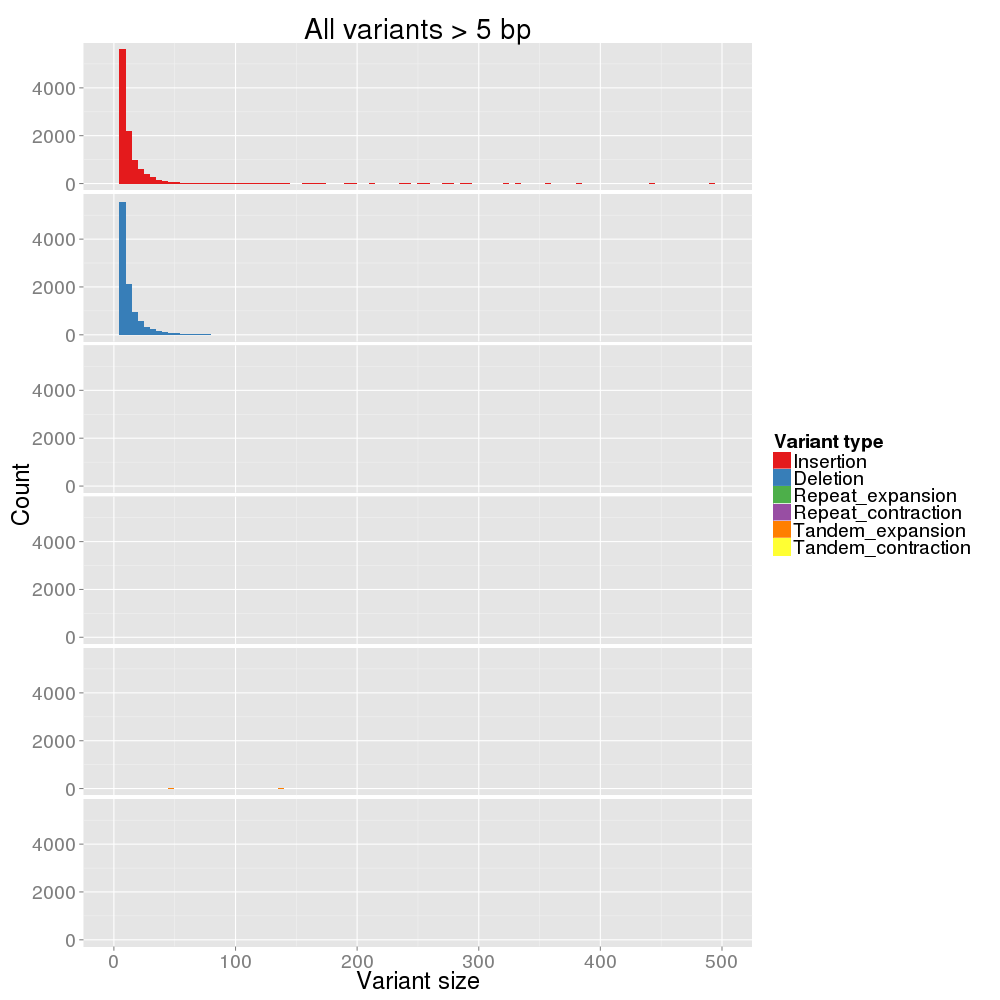 All variants > 5 bp
4000
2000
0
4000
2000
0
4000
2000
0
4000
2000
0
4000
2000
0
4000
2000
0
Count
0 100 200 300 400 500
Variant size
Variant type
Insertion
Deletion
Repeat_expansion
Repeat_contraction
Tandem_expansion
Tandem_contraction